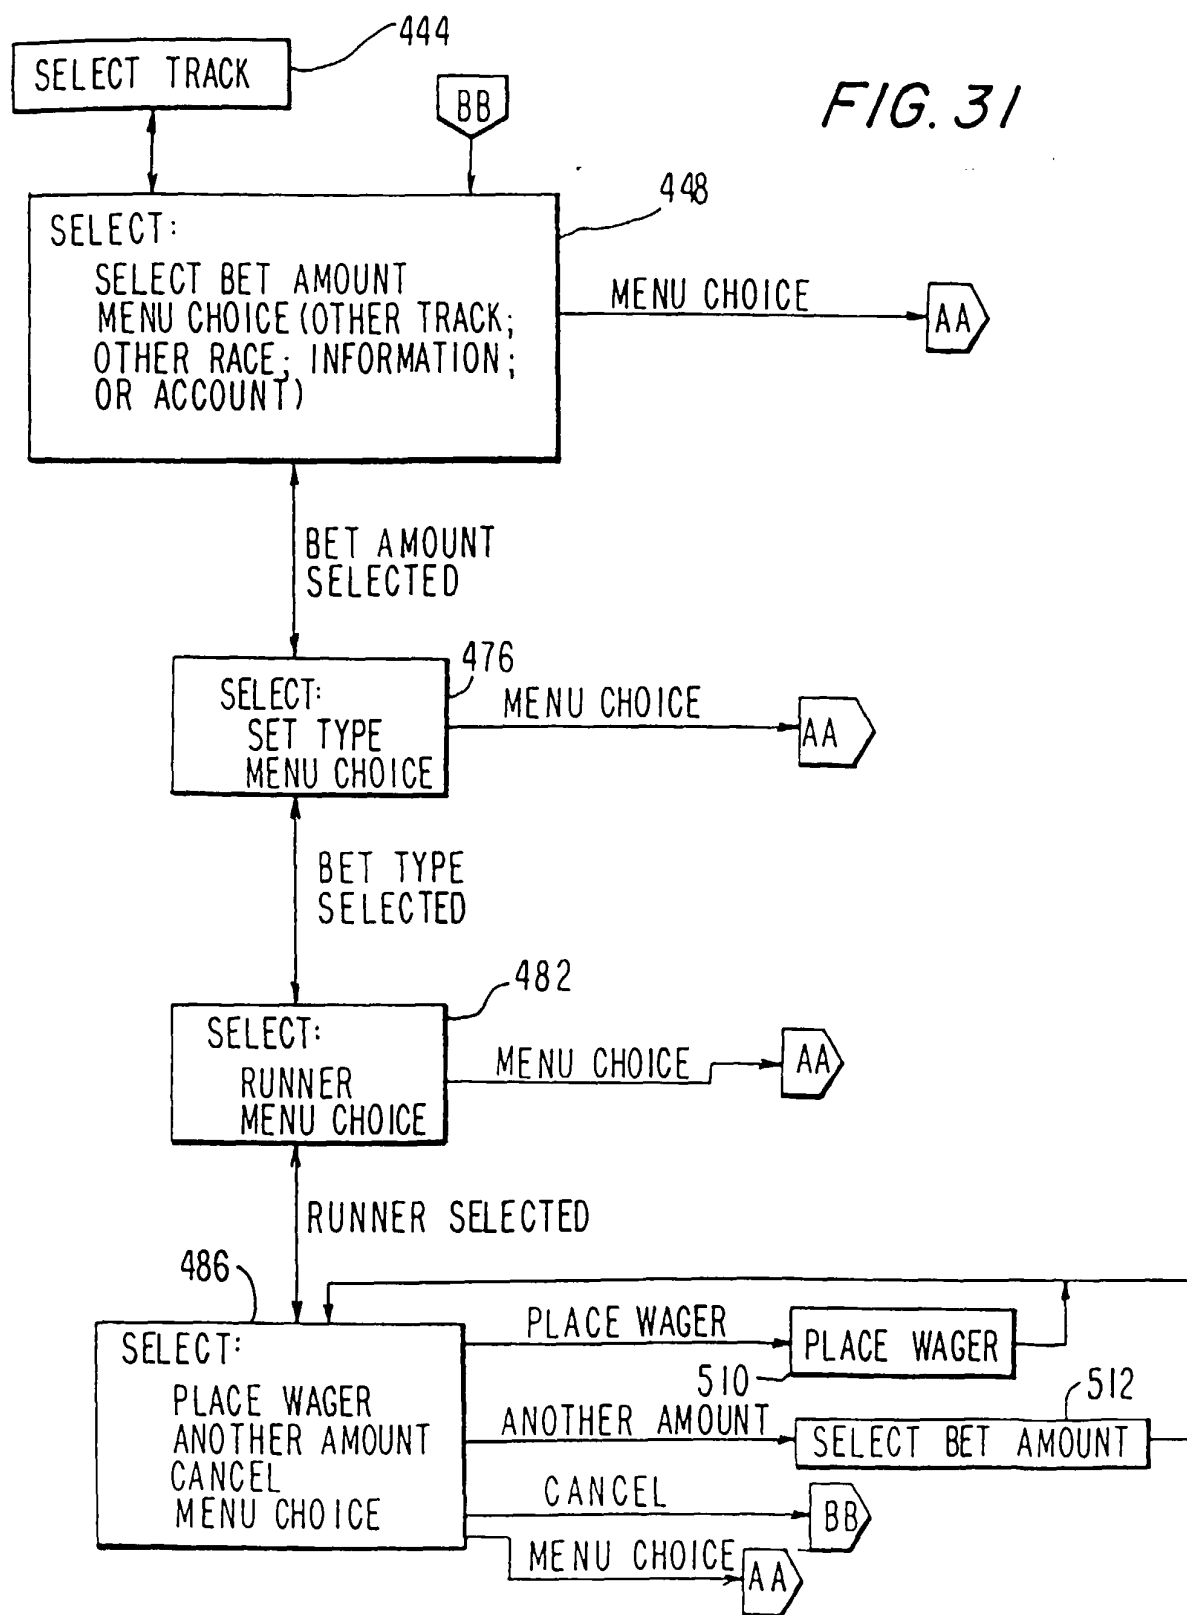 444
SELECT TRACK
BB
FIG. 31
448
SELECT:
SELECT BET AMOUNT
MENU CHOICE (OTHER TRACK;
OTHER RACE; INFORMATION;
OR ACCOUNT)
MENU CHOICE
AA
BET AMOUNT
SELECTED
476
SELECT:
SET TYPE
MENU CHOICE
MENU CHOICE
AA
BET TYPE
SELECTED
482
SELECT:
RUNNER
MENU CHOICE
MENU CHOICE
AA
RUNNER SELECTED
486
SELECT:
PLACE WAGER
ANOTHER AMOUNT
CANCEL
MENU CHOICE
PLACE WAGER
PLACE WAGER
510
512
ANOTHER AMOUNT
SELECT BET AMOUNT
CANCEL
BB
MENU CHOICE
AA